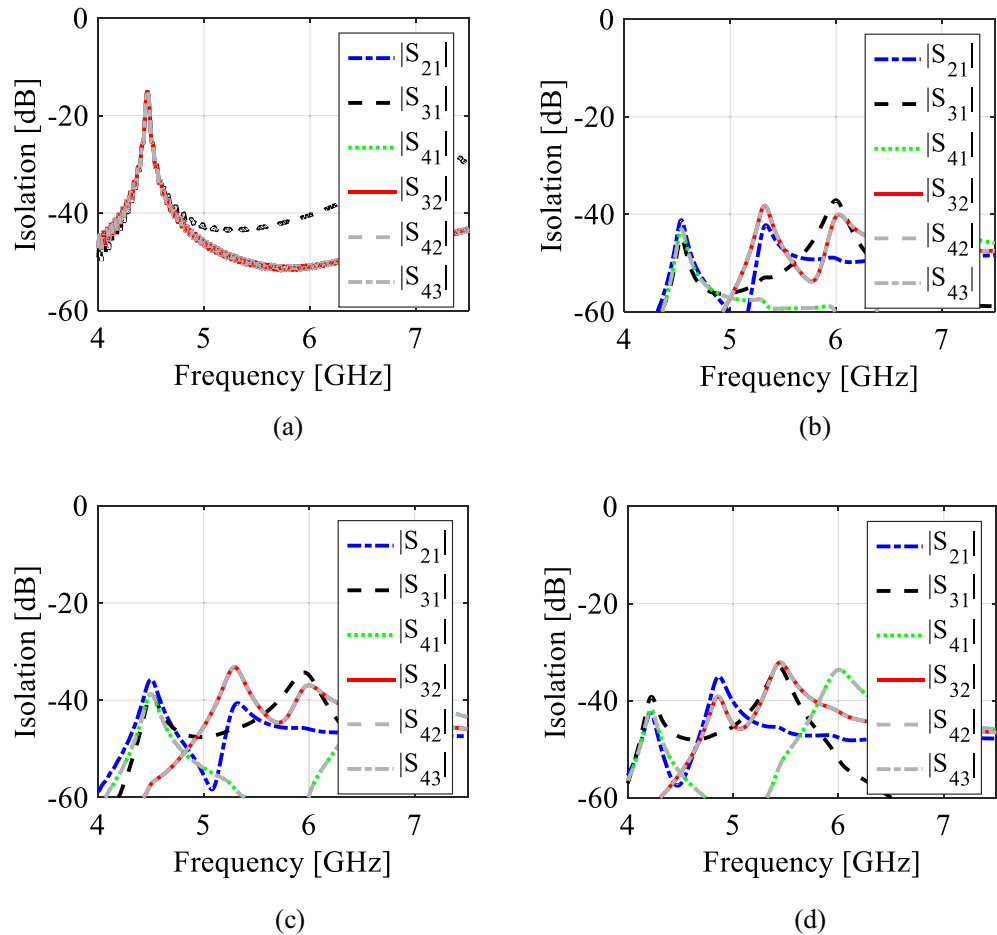 0
-20
-40
-60
Isolation [dB]
4 5 6 7
Frequency [GHz]
|S21|
|S31|
|S41|
|S32|
|S42|
|S43|
(a)
0
-20
-40
-60
Isolation [dB]
4 5 6 7
Frequency [GHz]
|S21|
|S31|
|S41|
|S32|
|S42|
|S43|
(b)
0
-20
-40
-60
Isolation [dB]
4 5 6 7
Frequency [GHz]
|S21|
|S31|
|S41|
|S32|
|S42|
|S43|
(c)
0
-20
-40
-60
Isolation [dB]
4 5 6 7
Frequency [GHz]
|S21|
|S31|
|S41|
|S32|
|S42|
|S43|
(d)